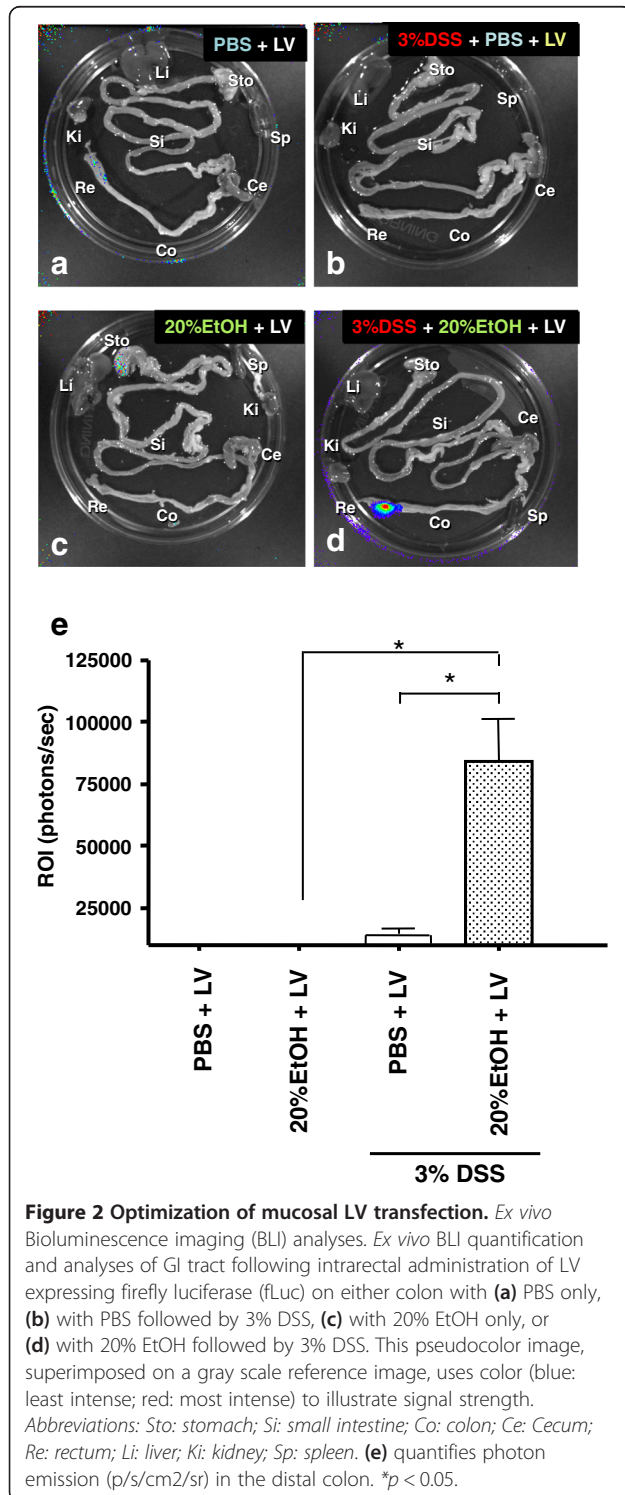 PBS + LV
Li
Sto
Ki
Si
Sp
Re
Ce
Co
a
3%DSS + PBS + LV
Sto
Li
Sp
Ki
Si
Ce
Re
Co
b
20%EtOH + LV
Sto
Sp
Li
Ki
Si
Ce
Re
Co
c
3%DSS + 20%EtOH + LV
Sto
Li
Si
Ce
Ki
Re
Co
Sp
d
e
ROI (photons/sec)
125000
100000
75000
50000
25000
*
*
PBS + LV
20%EtOH + LV
PBS + LV
20%EtOH + LV
3% DSS
Figure 2 Optimization of mucosal LV transfection. Ex vivo
Bioluminescence imaging (BLI) analyses. Ex vivo BLI quantification
and analyses of GI tract following intrarectal administration of LV
expressing firefly luciferase (fLuc) on either colon with (a) PBS only,
(b) with PBS followed by 3% DSS, (c) with 20% EtOH only, or
(d) with 20% EtOH followed by 3% DSS. This pseudocolor image,
superimposed on a gray scale reference image, uses color (blue:
least intense; red: most intense) to illustrate signal strength.
Abbreviations: Sto: stomach; Si: small intestine; Co: colon; Ce: Cecum;
Re: rectum; Li: liver; Ki: kidney; Sp: spleen. (e) quantifies photon
emission (p/s/cm2/sr) in the distal colon. *p < 0.05.